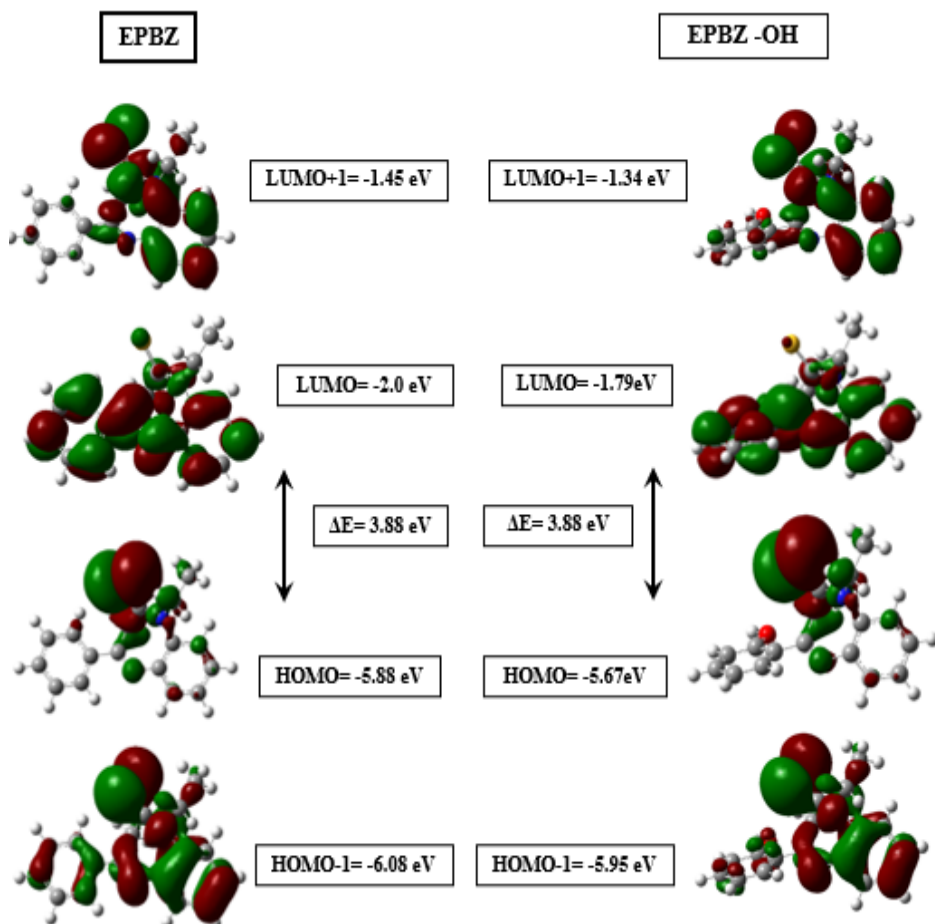 EPBZ
EPBZ -OH
LUMO+1= -1.45 eV
LUMO+1= -1.34 eV
LUMO= -2.0 eV
LUMO= -1.79eV
ΔE= 3.88 eV
ΔE= 3.88 eV
HOMO= -5.88 eV
HOMO= -5.67eV
HOMO-1= -6.08 eV
HOMO-1= -5.95 eV